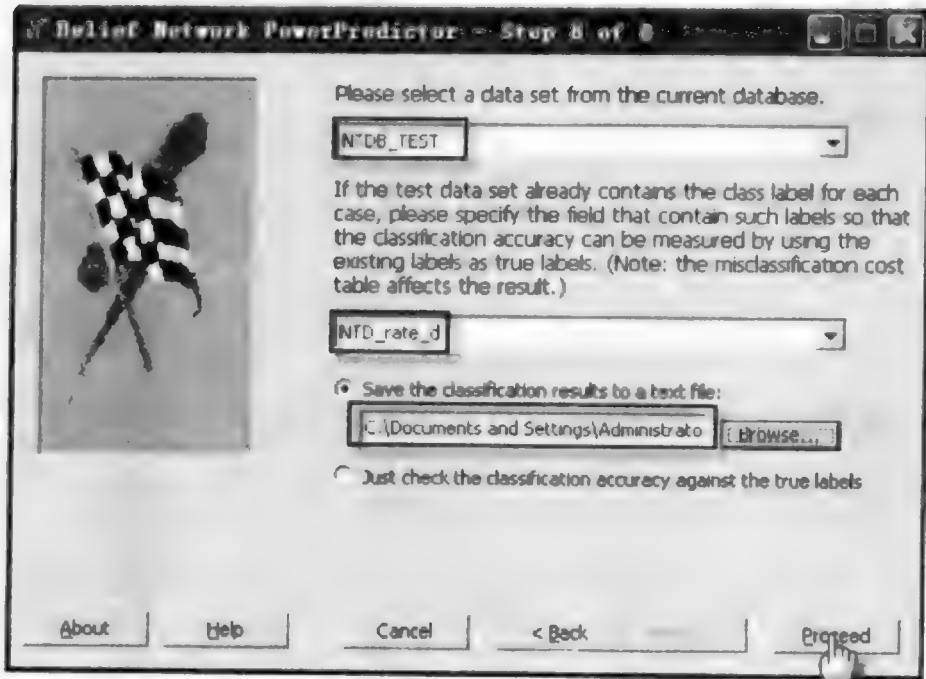 Belief Network PowerPredictor - Step 8 of 8
Please select a data set from the current database.
NTDB_TEST
If the test data set already contains the class label for each
case, please specify the field that contain such labels so that
the classification accuracy can be measured by using the
existing labels as true labels. (Note: the misclassification cost
table affects the result.)
NTD_rate_d
Save the classification results to a text file:
C:\Documents and Settings\Administrato
Browse...
Just check the classification accuracy against the true labels
About
Help
Cancel
< Back
Proceed